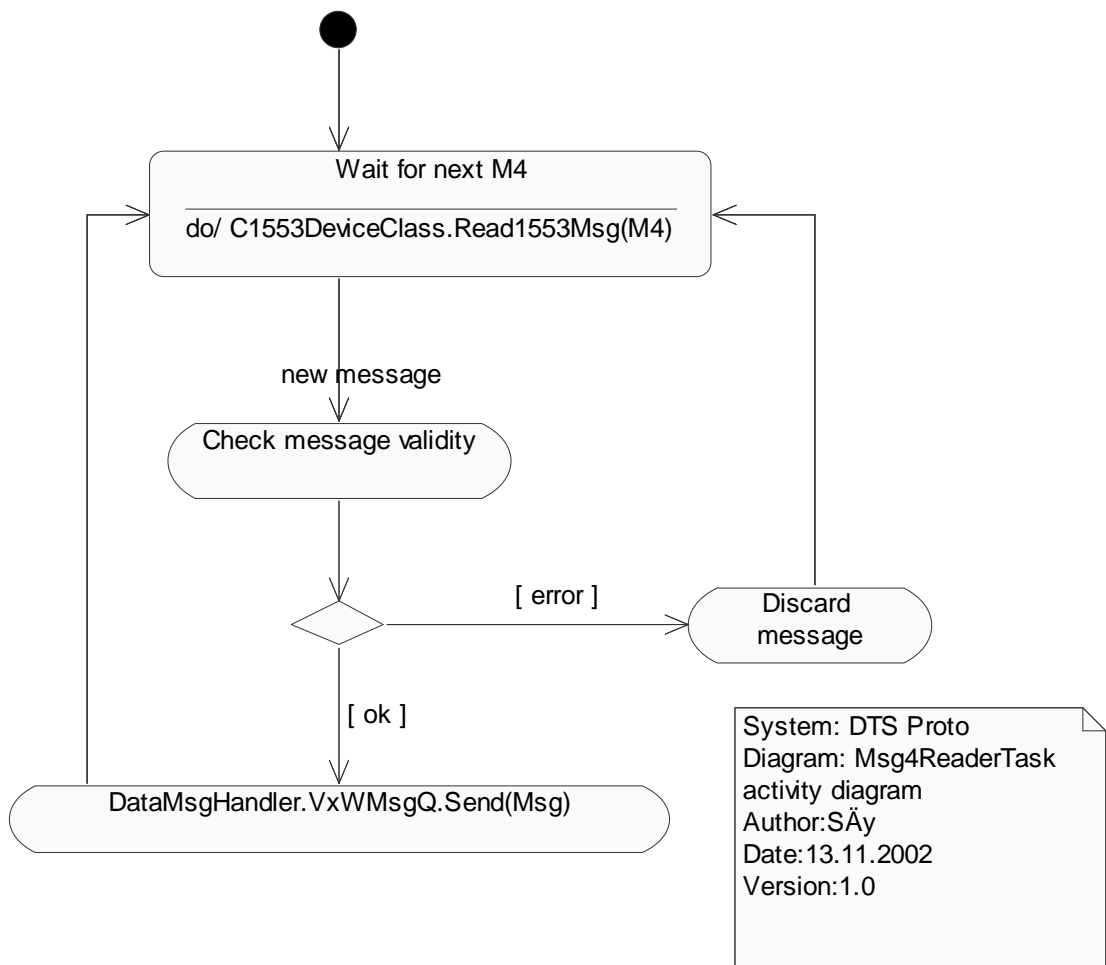 Wait for next M4
do/ C1553DeviceClass.Read1553Msg(M4)
new message
Check message validity
[ error ]
Discard
message
[ ok ]
DataMsgHandler.VxWMsgQ.Send(Msg)
System: DTS Proto
Diagram: Msg4ReaderTask
activity diagram
Author:SÄy
Date:13.11.2002
Version:1.0